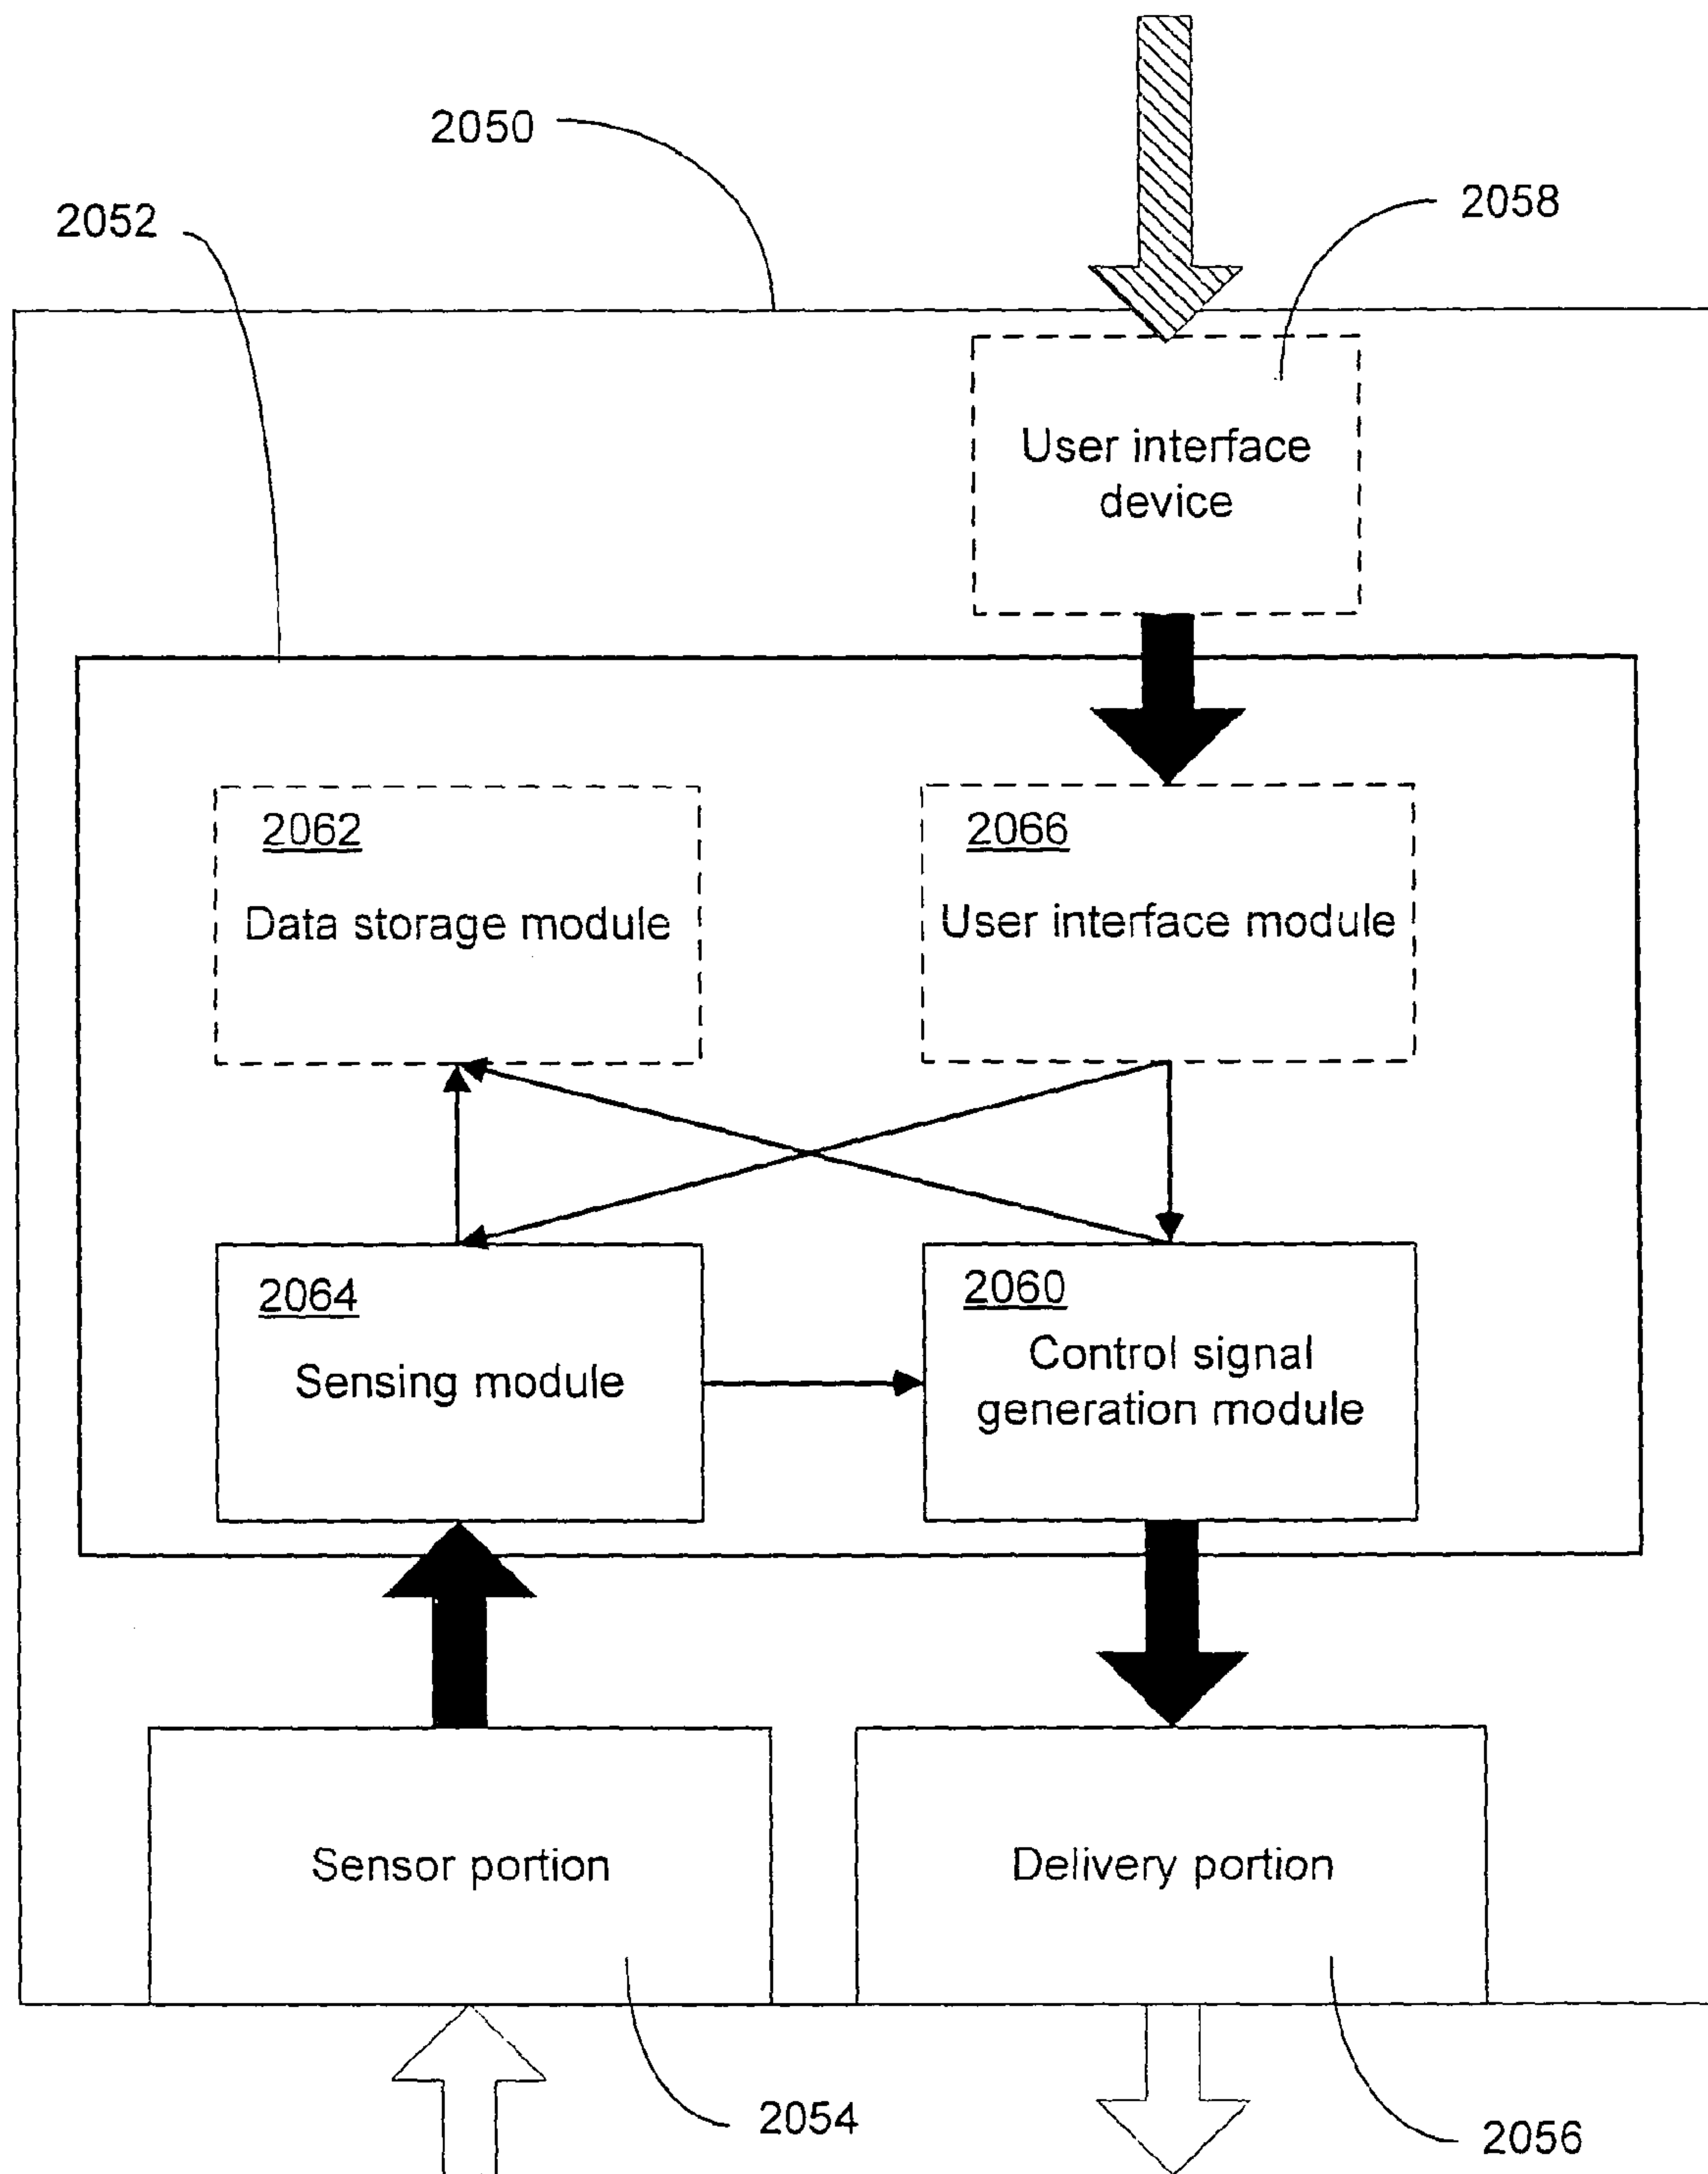 2050
2058
2052
User interface
device
2062
2066
Data storage module
User interface module
2064
2060
Sensing module
Control signal
generation module
Sensor portion
Delivery portion
2054
2056